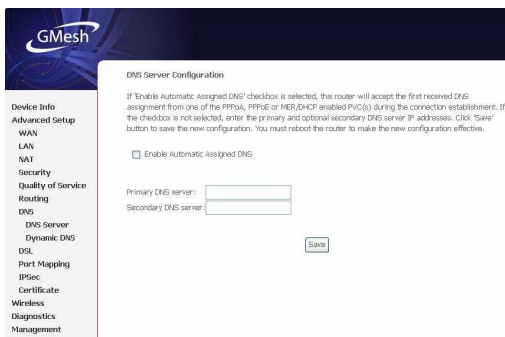 GMesh
DNS Server Configuration
If 'Enable Automatic Assigned DNS' checkbox is selected, this router will accept the first received DNS
assignment from one of the PPPoA, PPPoE or MER/DHCP enabled PVC(s) during the connection establishment. If
the checkbox is not selected, enter the primary and optional secondary DNS server IP addresses. Click 'Save'
button to save the new configuration. You must reboot the router to make the new configuration effective.
Enable Automatic Assigned DNS
Primary DNS server:
Secondary DNS server:
Save
Device Info
Advanced Setup
WAN
LAN
NAT
Security
Quality of Service
Routing
DNS
DNS Server
Dynamic DNS
DSL
Port Mapping
IPSec
Certificate
Wireless
Diagnostics
Management